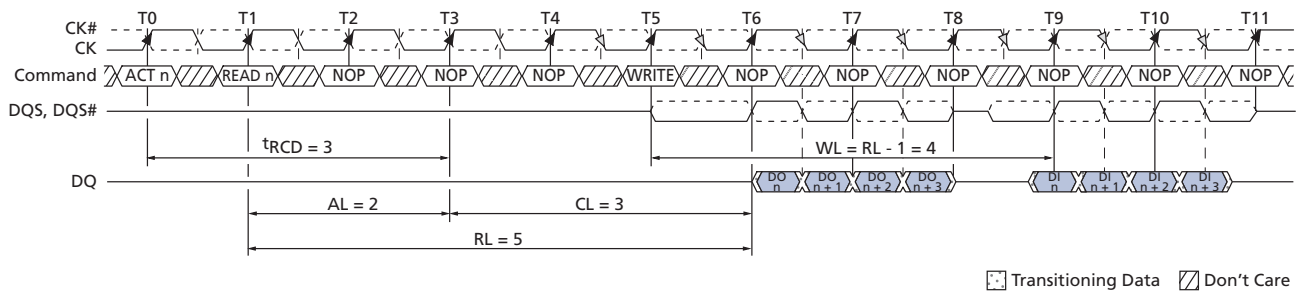 T0 T1 T2 T3 T4 T5 T6 T7 T8 T9 T10 T11
CK#
CK
Command ACT n READ n NOP NOP NOP WRITE NOP NOP NOP NOP NOP NOP
DQS, DQS#
tRCD = 3 WL = RL - 1 = 4
DQ DO n DO n + 1 DO n + 2 DO n + 3 DI n DI n + 1 DI n + 2 DI n + 3
AL = 2 CL = 3
RL = 5
Transitioning Data Don't Care